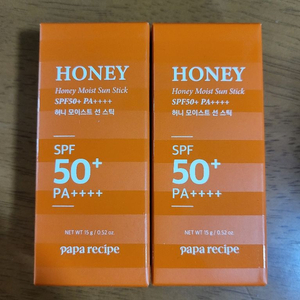 HONEY
Honey Moist Sun Stick
SPF50+ PA++++
허니 모이스트 선 스틱
SPF
50+
PA++++
NET WT 15 g / 0.52 oz
papa recipe
HONEY
Honey Moist Sun Stick
SPF50+ PA++++
허니 모이스트 선 스틱
SPF
50+
PA++++
NET WT 15 g / 0.52 oz
papa recipe